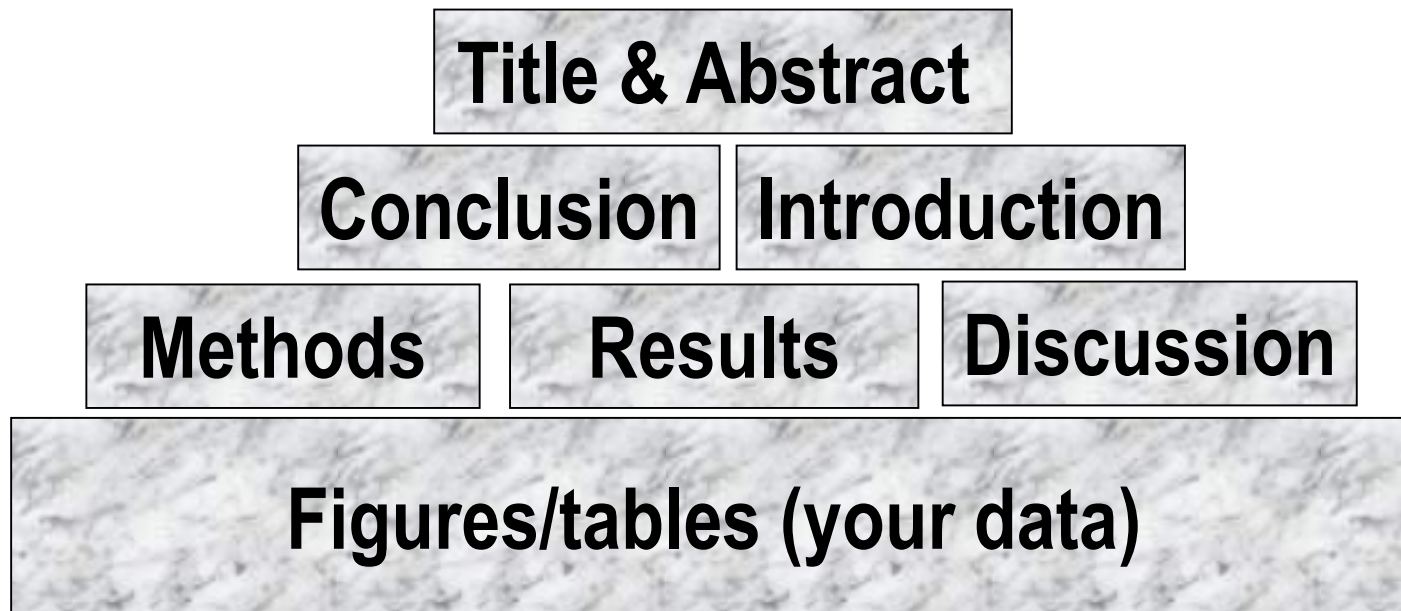 Title & Abstract
Conclusion Introduction
Methods Results Discussion
Figures/tables (your data)